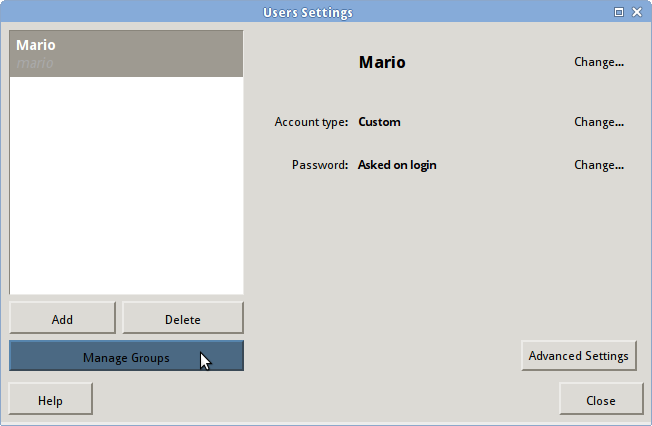 Users Settings
Mario
mario
Mario Change...
Account type: Custom Change...
Password: Asked on login Change...
Add Delete
Manage Groups
Advanced Settings
Help Close